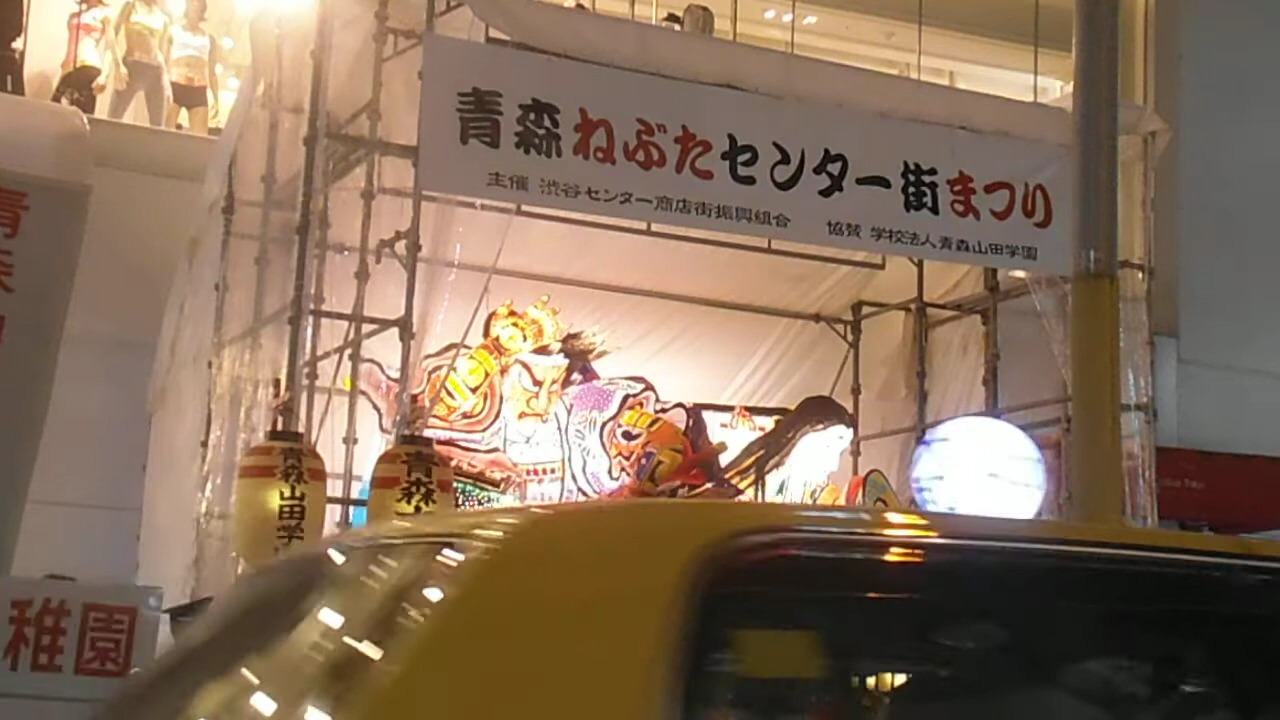 青森ねぶたセンター街まつり
主催 渋谷センター商店街振興組合 協賛 学校法人青森山田学園
青森山田学
青森
稚園